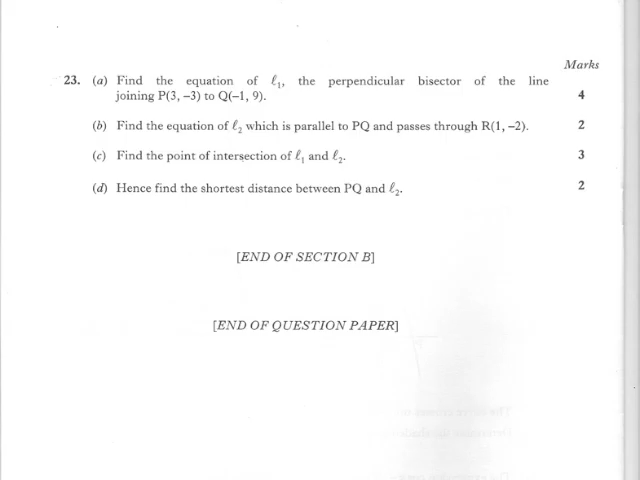 Marks
23. (a) Find the equation of ℓ₁, the perpendicular bisector of the line
joining P(3, –3) to Q(–1, 9). 4
(b) Find the equation of ℓ₂ which is parallel to PQ and passes through R(1, –2). 2
(c) Find the point of intersection of ℓ₁ and ℓ₂. 3
(d) Hence find the shortest distance between PQ and ℓ₂. 2
[END OF SECTION B]
[END OF QUESTION PAPER]